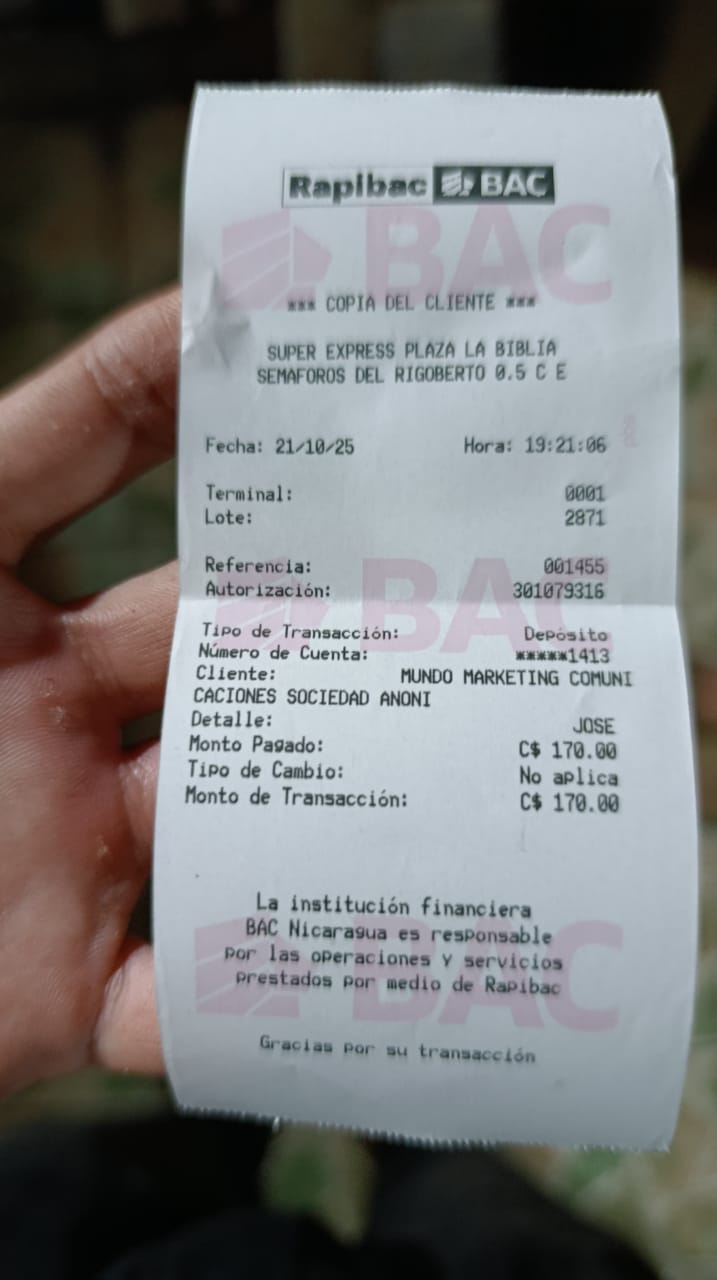 Rapibac BAC
*** COPIA DEL CLIENTE ***
SUPER EXPRESS PLAZA LA BIBLIA
SEMAFOROS DEL RIGOBERTO 0.5 C E
Fecha: 21/10/25 Hora: 19:21:06
Terminal: 0001
Lote: 2871
Referencia: 001455
Autorización: 301079316
Tipo de Transacción: Depósito
Número de Cuenta: *****1413
Cliente: MUNDO MARKETING COMUNI
CACIONES SOCIEDAD ANONI
Detalle: JOSE
Monto Pagado: C$ 170.00
Tipo de Cambio: No aplica
Monto de Transacción: C$ 170.00
La institución financiera
BAC Nicaragua es responsable
por las operaciones y servicios
prestados por medio de Rapibac
Gracias por su transacción
BAC
BAC
BAC